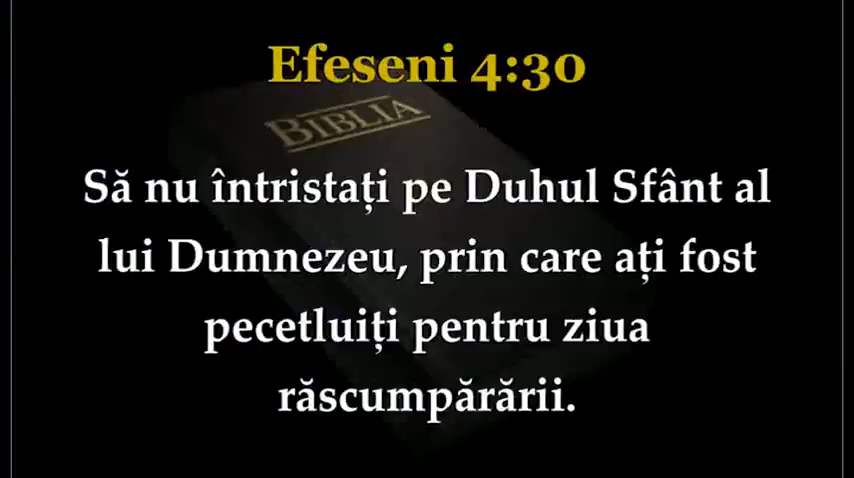 Efeseni 4:30
BIBLIA
Să nu întristați pe Duhul Sfânt al
lui Dumnezeu, prin care ați fost
pecetluiți pentru ziua
răscumpărării.